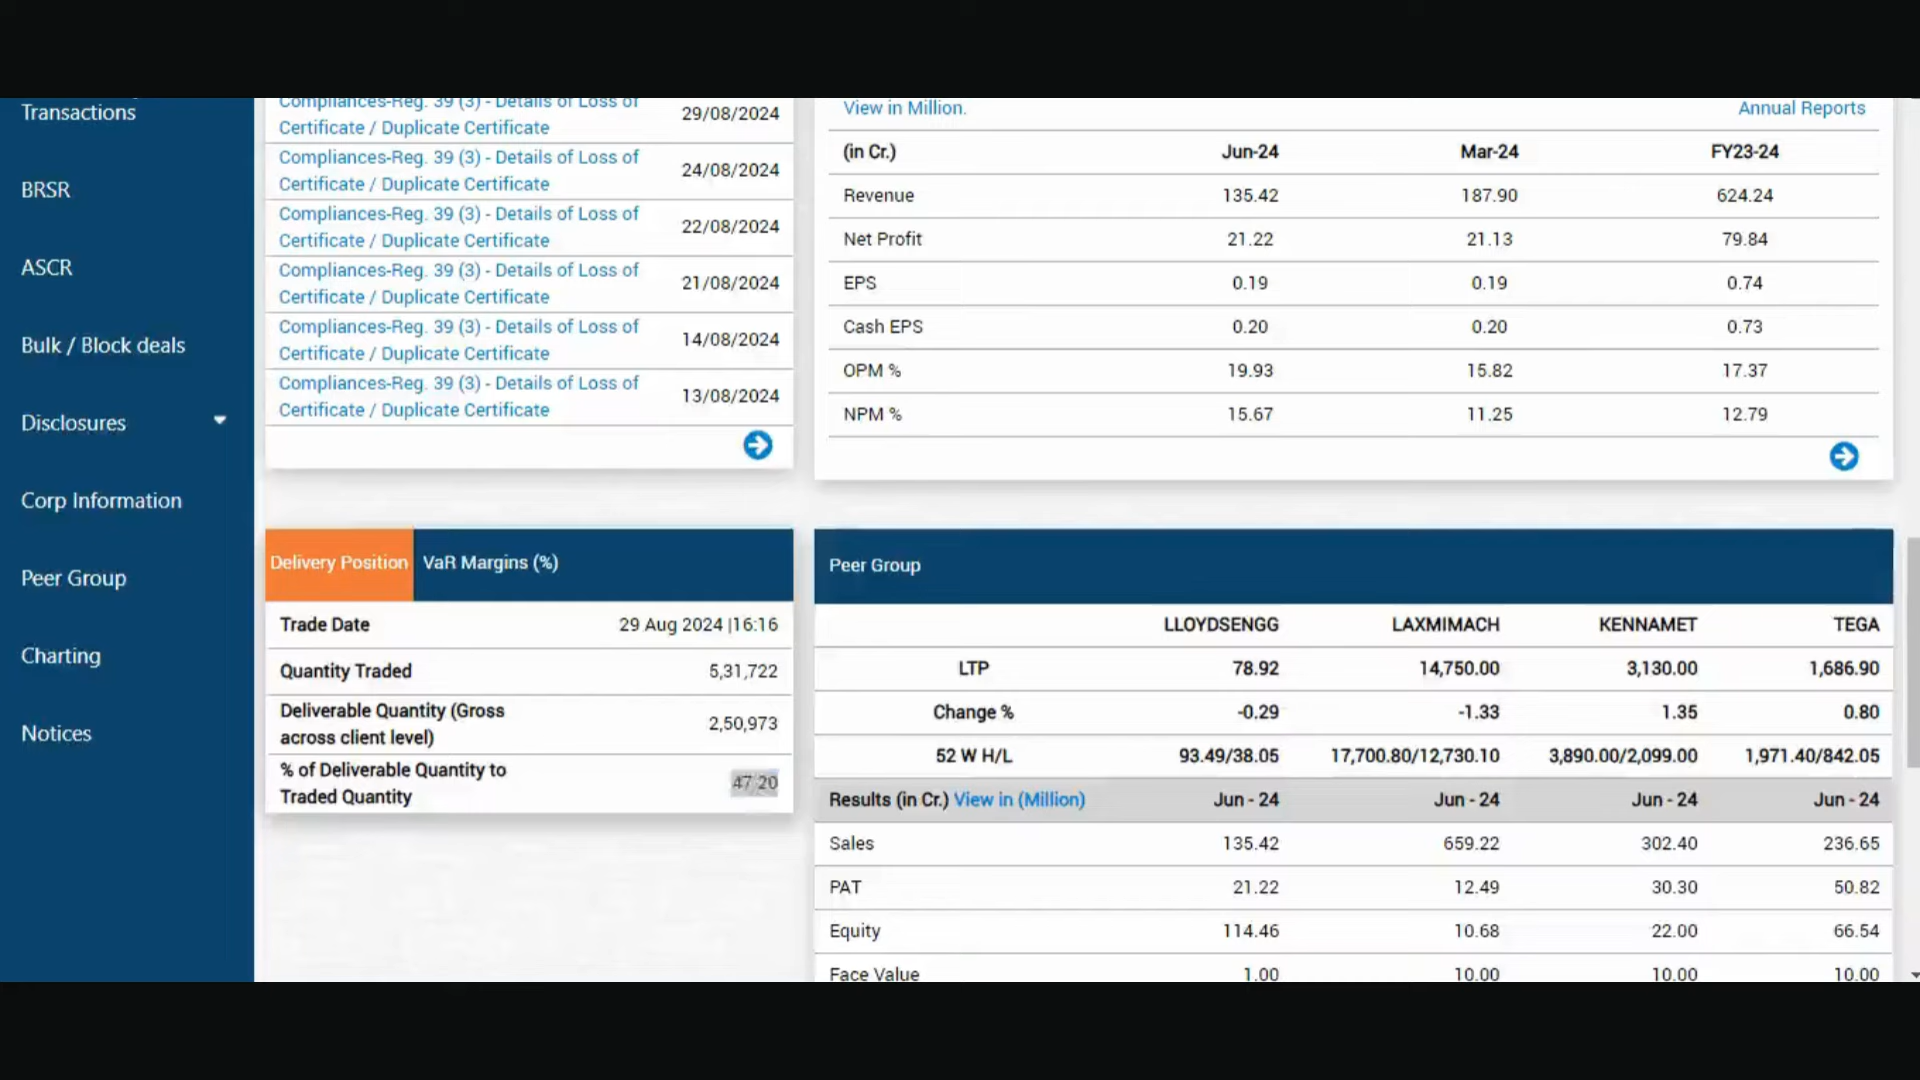 Transactions
BRSR
ASCR
Bulk / Block deals
Disclosures
Corp Information
Peer Group
Charting
Notices
Compliances-Reg. 39 (3) - Details of Loss of
Certificate / Duplicate Certificate 29/08/2024
Compliances-Reg. 39 (3) - Details of Loss of
Certificate / Duplicate Certificate 24/08/2024
Compliances-Reg. 39 (3) - Details of Loss of
Certificate / Duplicate Certificate 22/08/2024
Compliances-Reg. 39 (3) - Details of Loss of
Certificate / Duplicate Certificate 21/08/2024
Compliances-Reg. 39 (3) - Details of Loss of
Certificate / Duplicate Certificate 14/08/2024
Compliances-Reg. 39 (3) - Details of Loss of
Certificate / Duplicate Certificate 13/08/2024
View in Million. Annual Reports
(in Cr.) Jun-24 Mar-24 FY23-24
Revenue 135.42 187.90 624.24
Net Profit 21.22 21.13 79.84
EPS 0.19 0.19 0.74
Cash EPS 0.20 0.20 0.73
OPM % 19.93 15.82 17.37
NPM % 15.67 11.25 12.79
Delivery Position VaR Margins (%)
Trade Date 29 Aug 2024 |16:16
Quantity Traded 5,31,722
Deliverable Quantity (Gross
across client level) 2,50,973
% of Deliverable Quantity to
Traded Quantity 47.20
Peer Group
LLOYDSENGG LAXMIMACH KENNAMET TEGA
LTP 78.92 14,750.00 3,130.00 1,686.90
Change % -0.29 -1.33 1.35 0.80
52 W H/L 93.49/38.05 17,700.80/12,730.10 3,890.00/2,099.00 1,971.40/842.05
Results (in Cr.) View in (Million) Jun - 24 Jun - 24 Jun - 24 Jun - 24
Sales 135.42 659.22 302.40 236.65
PAT 21.22 12.49 30.30 50.82
Equity 114.46 10.68 22.00 66.54
Face Value 1.00 10.00 10.00 10.00